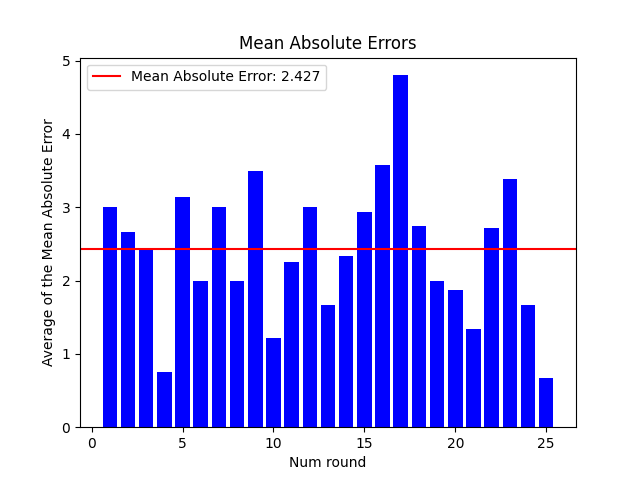 Mean Absolute Errors
Mean Absolute Error: 2.427
Average of the Mean Absolute Error
5
4
3
2
1
0
0 5 10 15 20 25
Num round